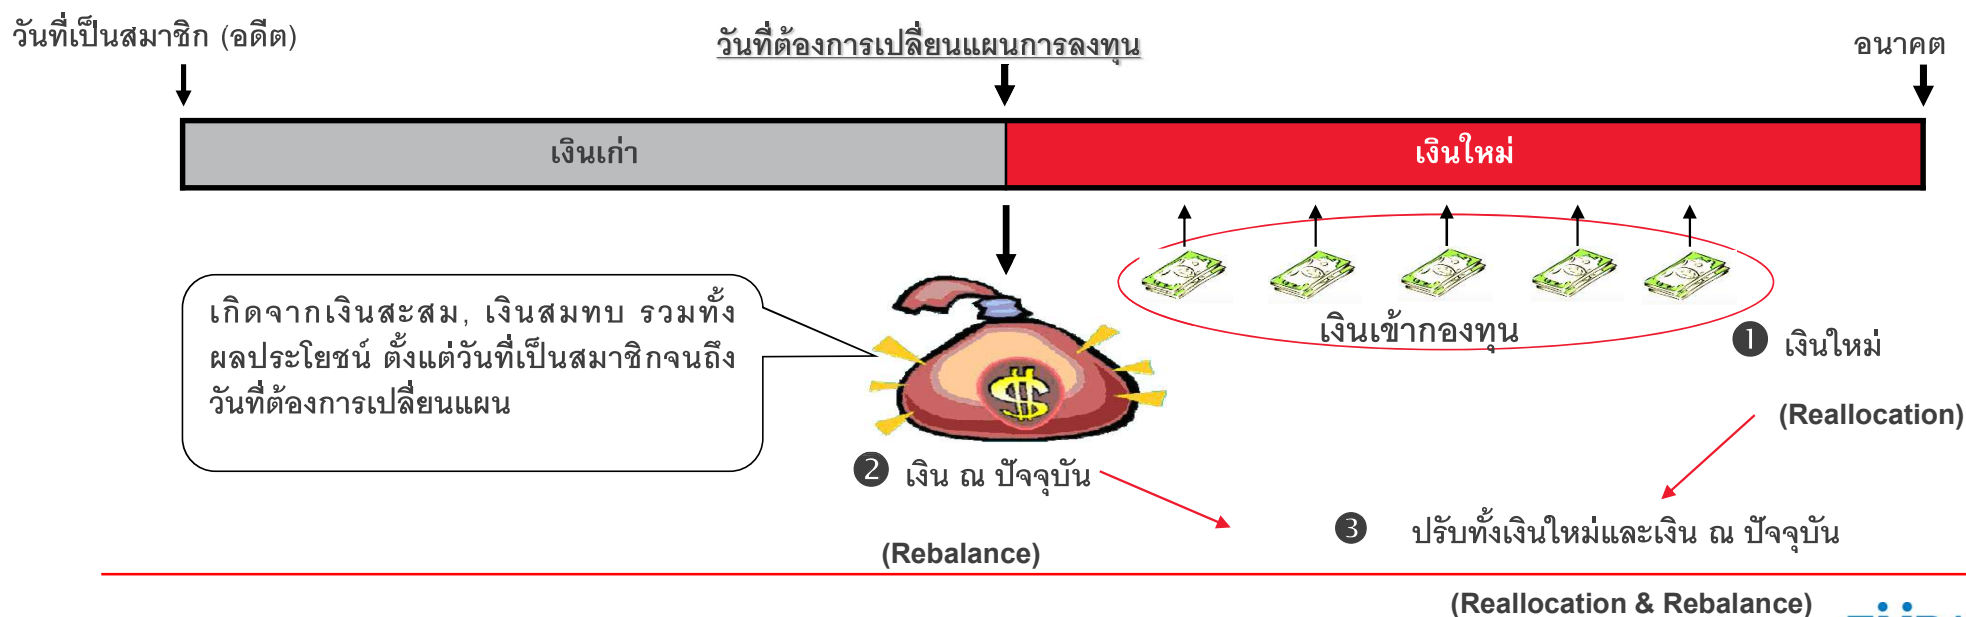 วันที่เป็นสมาชิก (อดีต)
วันที่ต้องการเปลี่ยนแผนการลงทุน
อนาคต
เงินเก่า
เงินใหม่
เกิดจากเงินสะสม, เงินสมทบ รวมทั้ง
ผลประโยชน์ ตั้งแต่วันที่เป็นสมาชิกจนถึง
วันที่ต้องการเปลี่ยนแผน
$
เงินเข้ากองทุน
❶ เงินใหม่
(Reallocation)
❷ เงิน ณ ปัจจุบัน
(Rebalance)
❸ ปรับทั้งเงินใหม่และเงิน ณ ปัจจุบัน
(Reallocation & Rebalance)